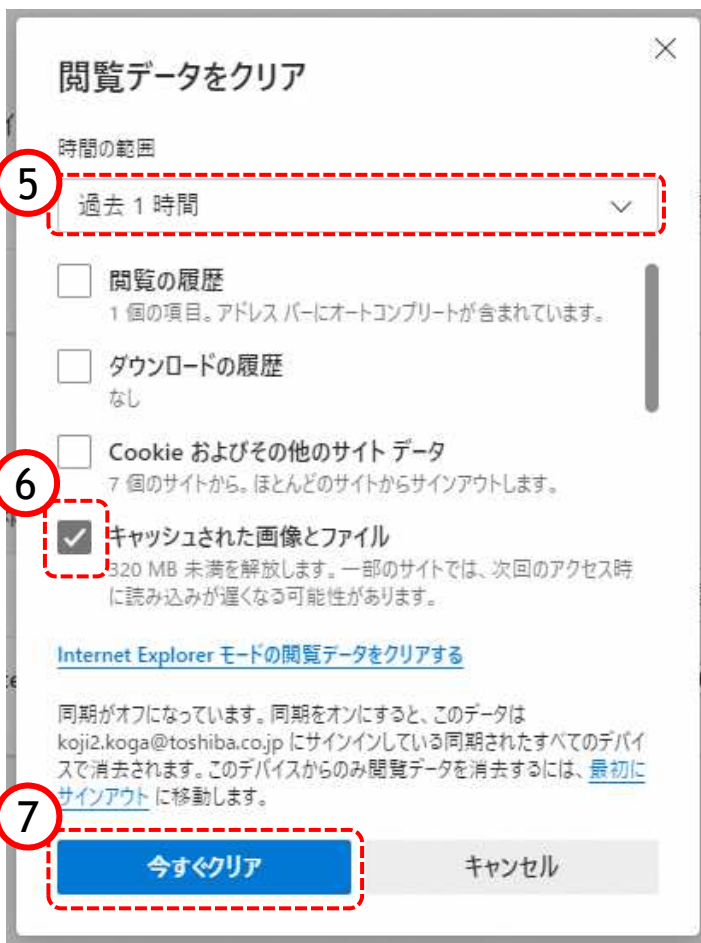 閲覧データをクリア
時間の範囲
5
過去 1 時間
閲覧の履歴
1 個の項目。アドレス バーにオートコンプリートが含まれています。
ダウンロードの履歴
なし
Cookie およびその他のサイト データ
7 個のサイトから。ほとんどのサイトからサインアウトします。
6
キャッシュされた画像とファイル
320 MB 未満を解放します。一部のサイトでは、次回のアクセス時
に読み込みが遅くなる可能性があります。
Internet Explorer モードの閲覧データをクリアする
同期がオフになっています。同期をオンにすると、このデータは
koji2.koga@toshiba.co.jp にサインインしている同期されたすべてのデバイ
スで消去されます。このデバイスからのみ閲覧データを消去するには、最初に
サインアウト に移動します。
7
今すぐクリア
キャンセル